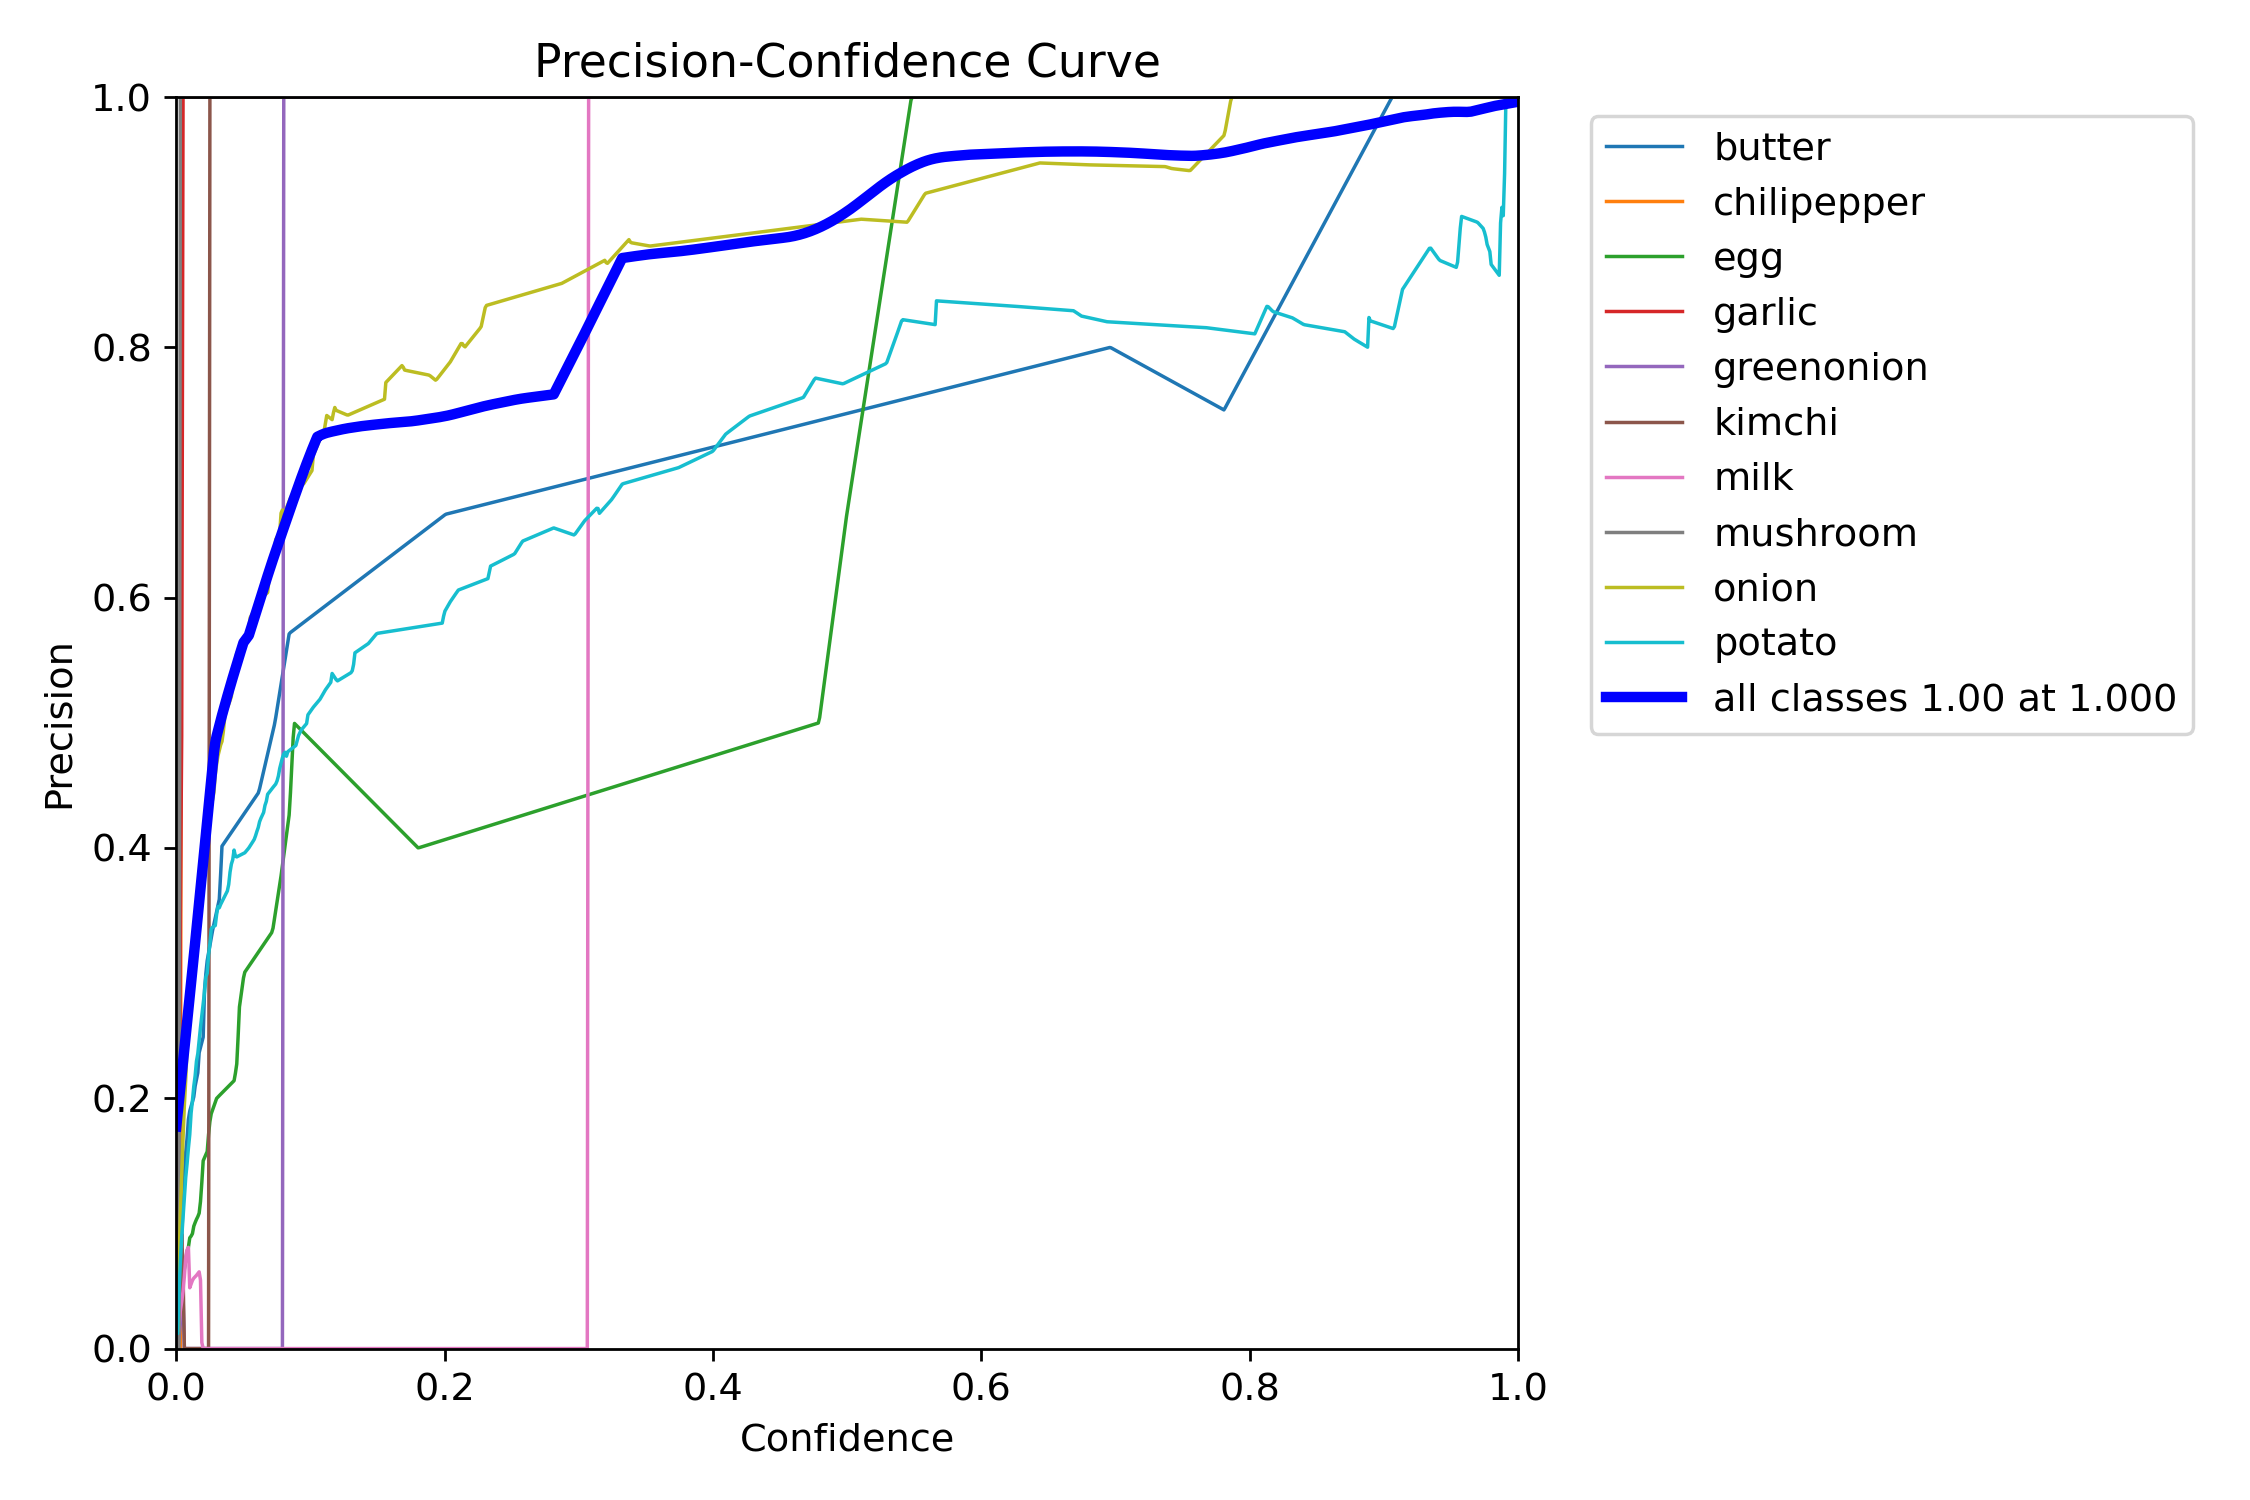 Precision-Confidence Curve
1.0
0.8
0.6
0.4
0.2
0.0
Precision
0.0 0.2 0.4 0.6 0.8 1.0
Confidence
butter
chilipepper
egg
garlic
greenonion
kimchi
milk
mushroom
onion
potato
all classes 1.00 at 1.000